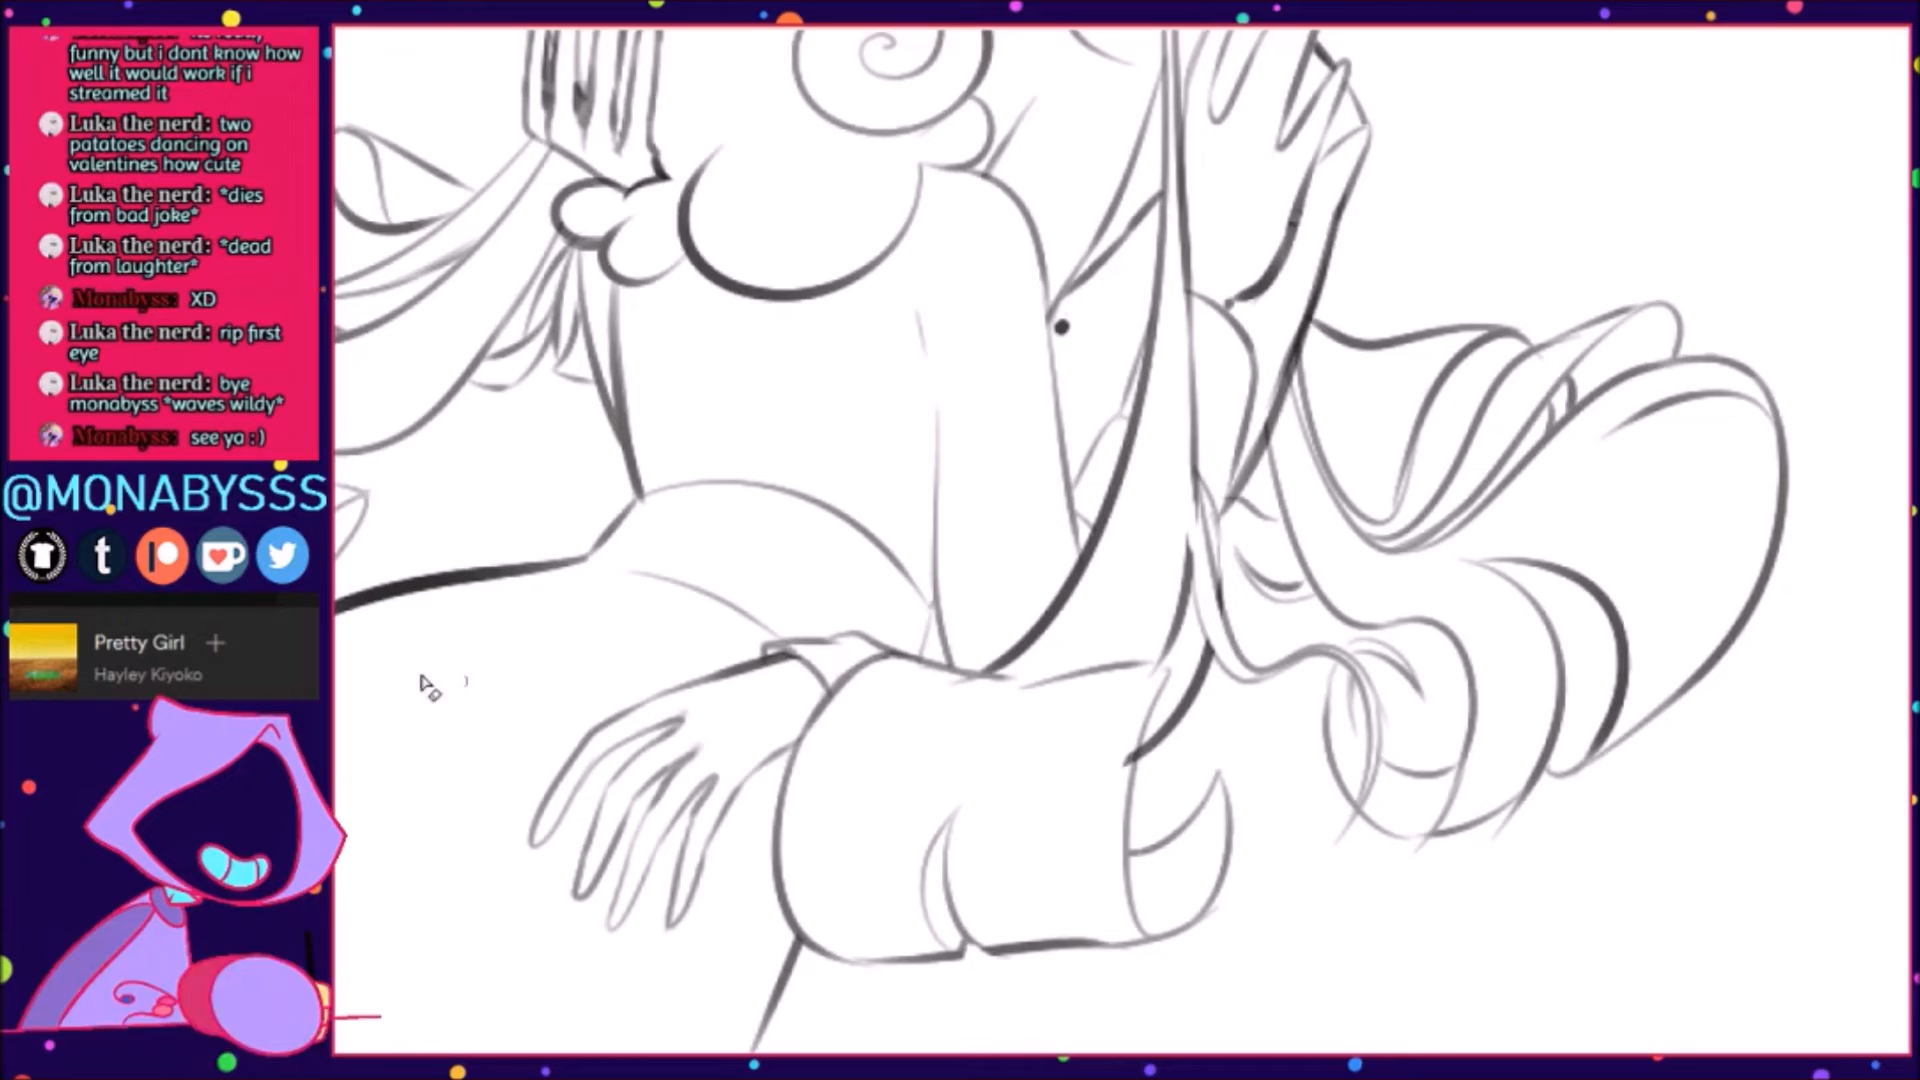 funny but i dont know how
well it would work if i
streamed it
Luka the nerd: two
patatoes dancing on
valentines how cute
Luka the nerd: *dies
from bad joke*
Luka the nerd: *dead
from laughter*
Monabyss: XD
Luka the nerd: rip first
eye
Luka the nerd: bye
monabyss *waves wildy*
Monabyss: see ya :)
@MONABYSSS
Pretty Girl +
Hayley Kiyoko